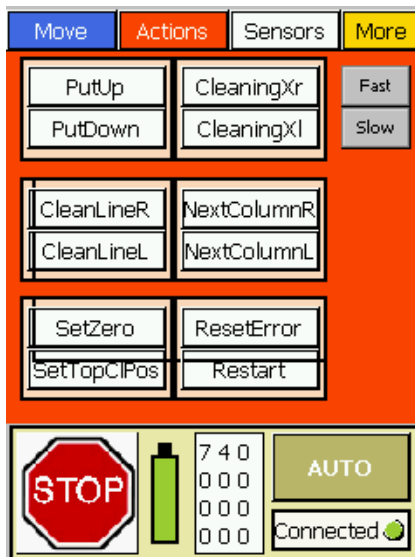 Move Actions Sensors More
PutUp CleaningXr Fast
PutDown CleaningXl Slow
CleanLineR NextColumnR
CleanLineL NextColumnL
SetZero ResetError
SetTopClPos Restart
STOP
7 4 0
0 0 0
0 0 0
0 0 0
AUTO
Connected